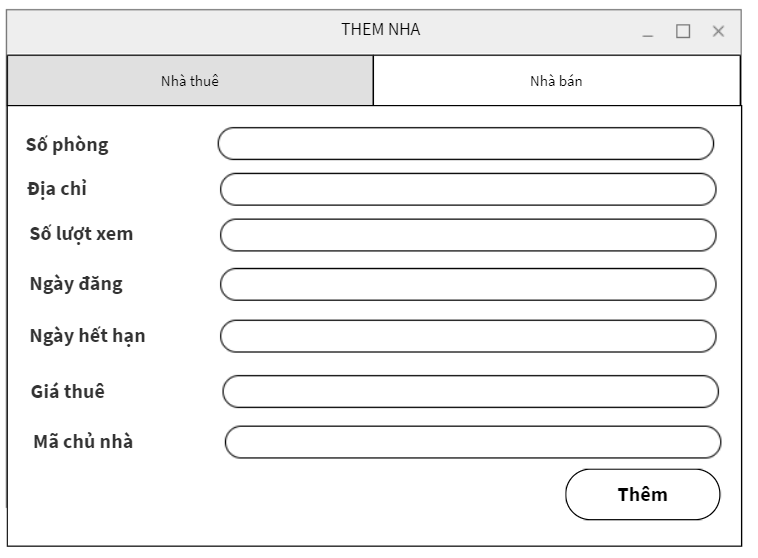 THEM NHA
Nhà thuê
Nhà bán
Số phòng
Địa chỉ
Số lượt xem
Ngày đăng
Ngày hết hạn
Giá thuê
Mã chủ nhà
Thêm